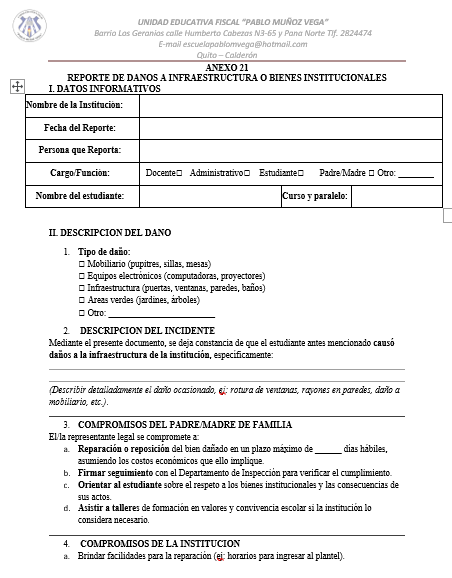 UNIDAD EDUCATIVA FISCAL "PABLO MUÑOZ VEGA"
Barrio Los Geranios calle Humberto Cabezas N3-65 y Pana Norte Tlf. 2824474
E-mail escuelapablomvega@hotmail.com
Quito – Calderón
ANEXO 21
REPORTE DE DANOS A INFRAESTRUCTURA O BIENES INSTITUCIONALES
I. DATOS INFORMATIVOS
Nombre de la Institución:
Fecha del Reporte:
Persona que Reporta:
Cargo/Función: Docente☐ Administrativo☐ Estudiante☐ Padre/Madre ☐ Otro: ________
Nombre del estudiante: Curso y paralelo:
II. DESCRIPCION DEL DANO
1. Tipo de daño:
☐ Mobiliario (pupitres, sillas, mesas)
☐ Equipos electrónicos (computadoras, proyectores)
☐ Infraestructura (puertas, ventanas, paredes, baños)
☐ Areas verdes (jardines, árboles)
☐ Otro: ______________________
2. DESCRIPCION DEL INCIDENTE
Mediante el presente documento, se deja constancia de que el estudiante antes mencionado causó
daños a la infraestructura de la institución, específicamente:
(Describir detalladamente el daño ocasionado, ej: rotura de ventanas, rayones en paredes, daño a
mobiliario, etc.).
3. COMPROMISOS DEL PADRE/MADRE DE FAMILIA
El/la representante legal se compromete a:
a. Reparación o reposición del bien dañado en un plazo máximo de ______ días hábiles,
asumiendo los costos económicos que ello implique.
b. Firmar seguimiento con el Departamento de Inspección para verificar el cumplimiento.
c. Orientar al estudiante sobre el respeto a los bienes institucionales y las consecuencias de
sus actos.
d. Asistir a talleres de formación en valores y convivencia escolar si la institución lo
considera necesario.
4. COMPROMISOS DE LA INSTITUCION
a. Brindar facilidades para la reparación (ej: horarios para ingresar al plantel).